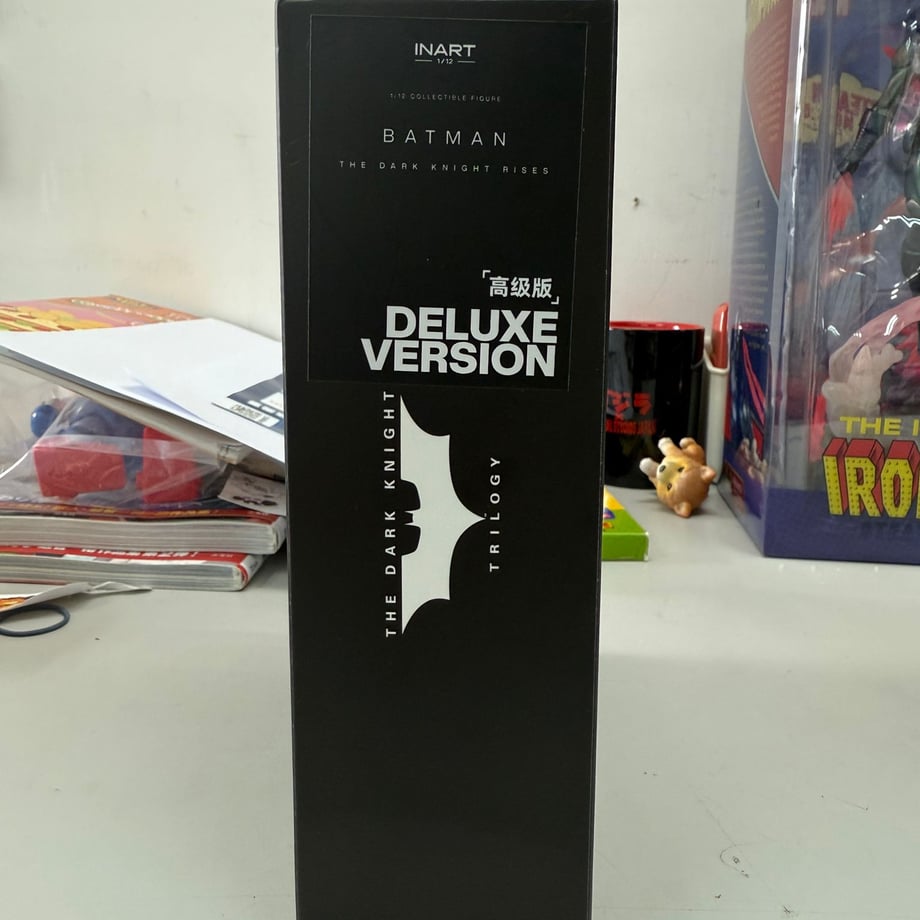 INART
1/12
1/12 COLLECTIBLE FIGURE
BATMAN
THE DARK KNIGHT RISES
「高级版」
DELUXE
VERSION
THE DARK KNIGHT
TRILOGY
THE I
IRO